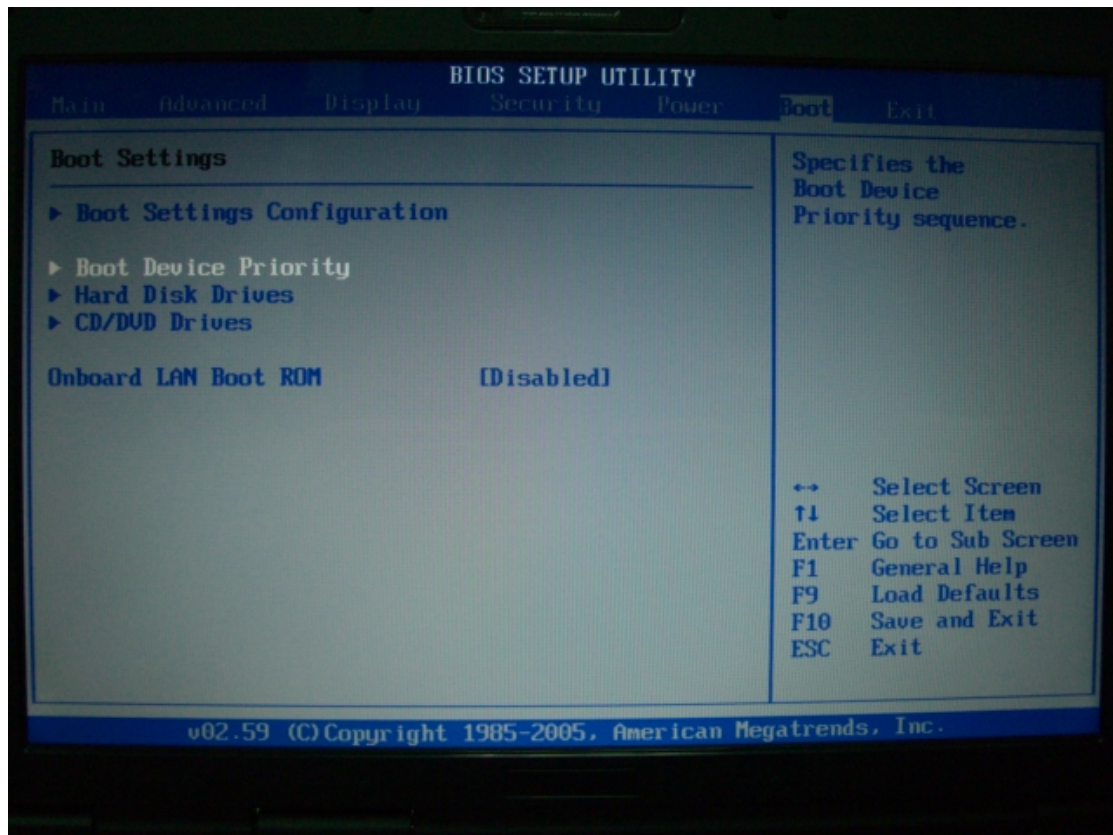 BIOS SETUP UTILITY
Main Advanced Display Security Power Boot Exit
Boot Settings
▶ Boot Settings Configuration
▶ Boot Device Priority
▶ Hard Disk Drives
▶ CD/DVD Drives
Onboard LAN Boot ROM [Disabled]
Specifies the
Boot Device
Priority sequence.
↔ Select Screen
↑↓ Select Item
Enter Go to Sub Screen
F1 General Help
F9 Load Defaults
F10 Save and Exit
ESC Exit
v02.59 (C)Copyright 1985-2005, American Megatrends, Inc.